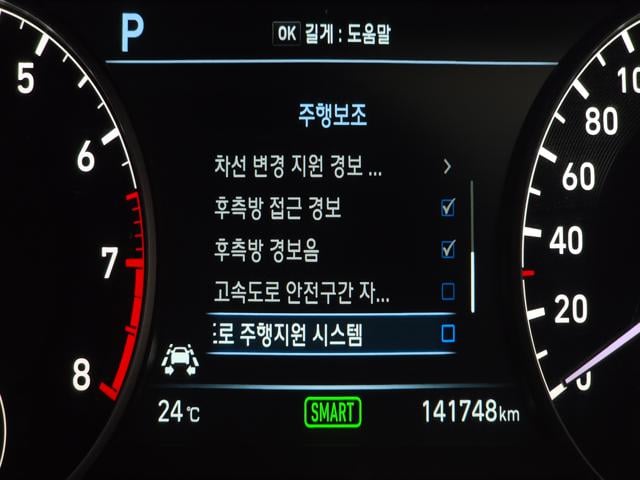 P
OK 길게 : 도움말
주행보조
차선 변경 지원 경보 ...
후측방 접근 경보
후측방 경보음
고속도로 안전구간 자...
로 주행지원 시스템
24℃
SMART
141748km
5
6
7
8
100
80
60
40
20
0